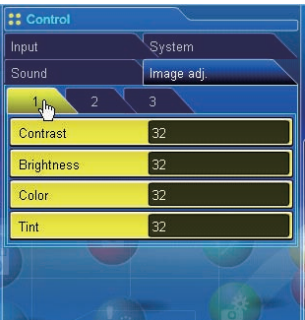 Control
Input System
Sound Image adj.
1 2 3
Contrast 32
Brightness 32
Color 32
Tint 32